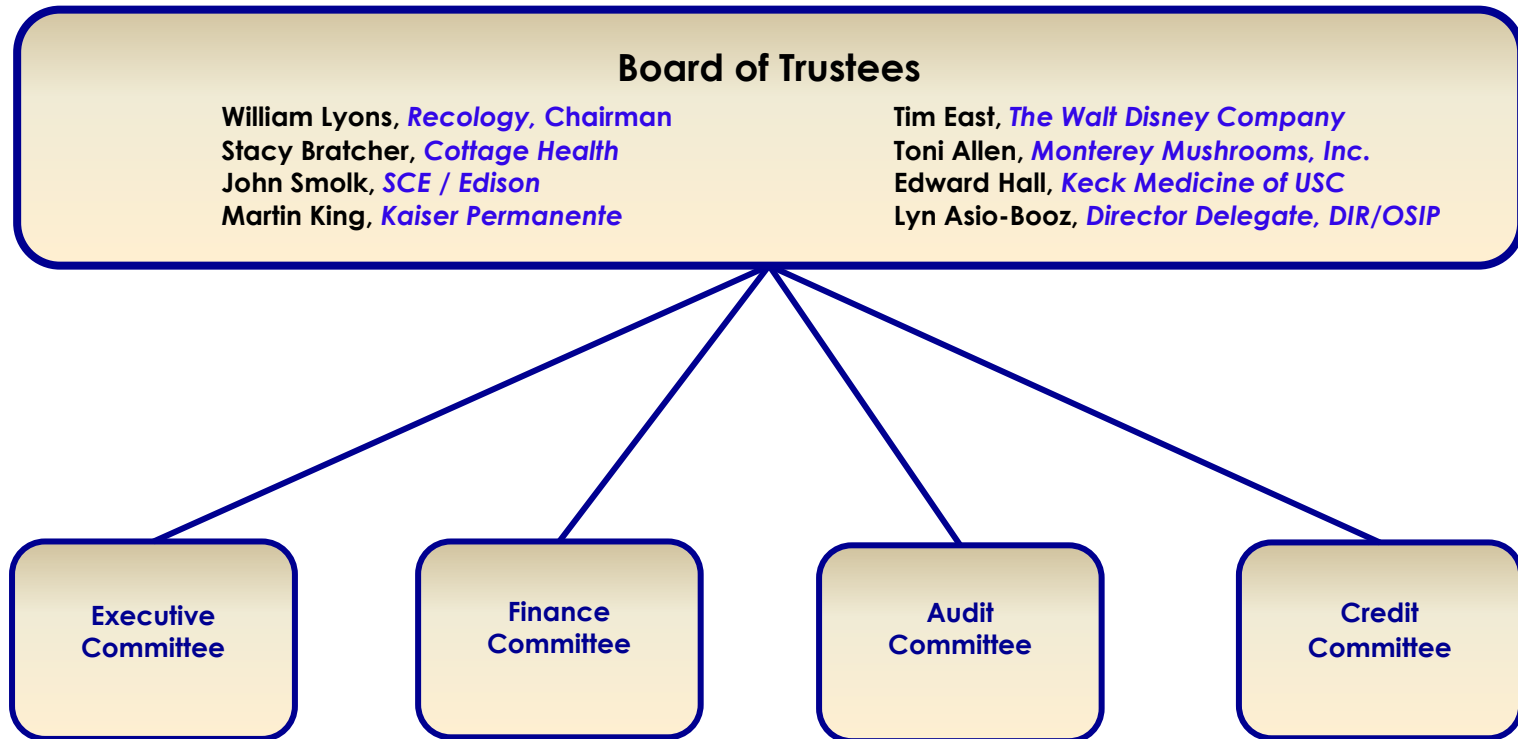 Board of Trustees
William Lyons, Recology, Chairman
Stacy Bratcher, Cottage Health
John Smolk, SCE / Edison
Martin King, Kaiser Permanente
Tim East, The Walt Disney Company
Toni Allen, Monterey Mushrooms, Inc.
Edward Hall, Keck Medicine of USC
Lyn Asio-Booz, Director Delegate, DIR/OSIP
Executive
Committee
Finance
Committee
Audit
Committee
Credit
Committee